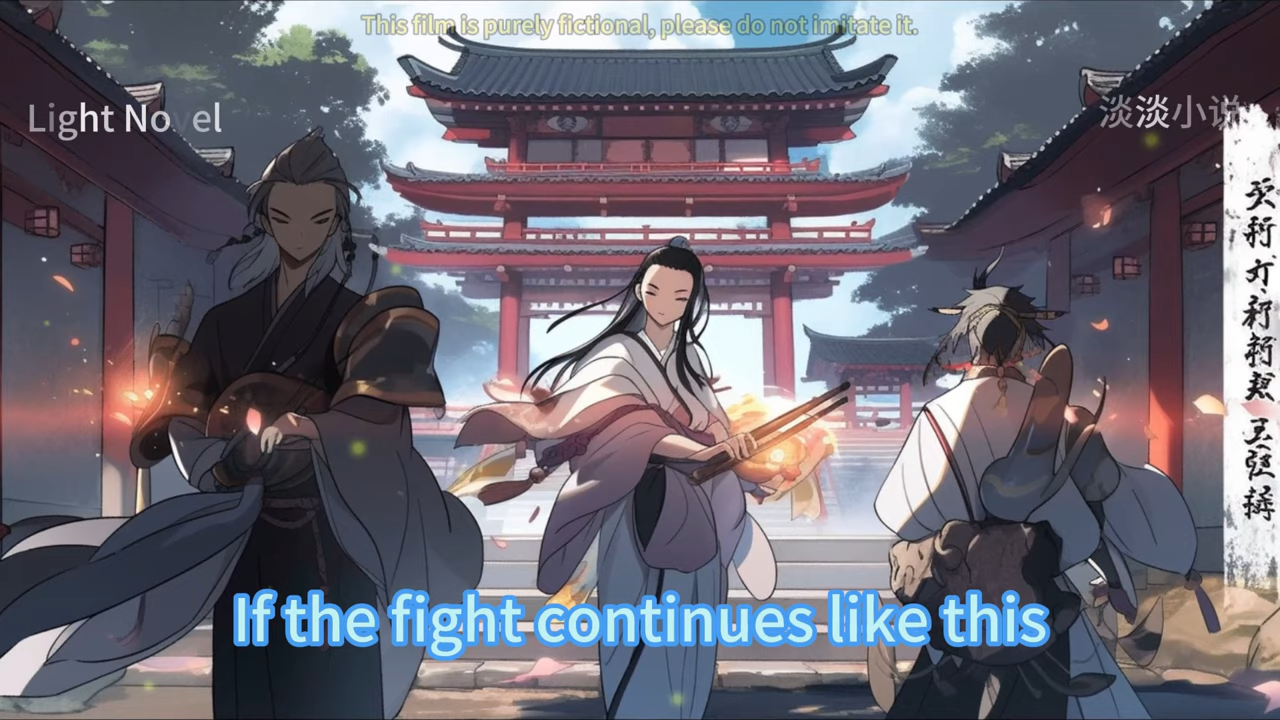 This film is purely fictional, please do not imitate it.
Light Novel
淡淡小说
If the fight continues like this